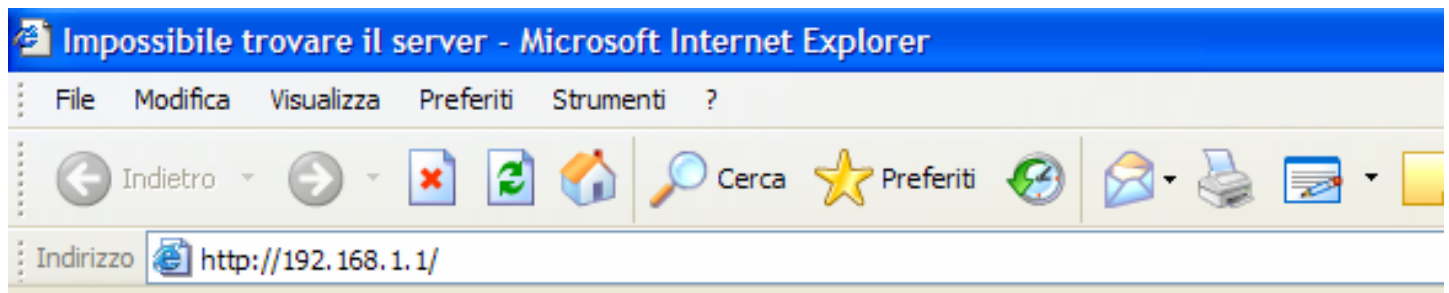 Impossibile trovare il server - Microsoft Internet Explorer
File Modifica Visualizza Preferiti Strumenti ?
Indietro Cerca Preferiti
Indirizzo http://192.168.1.1/